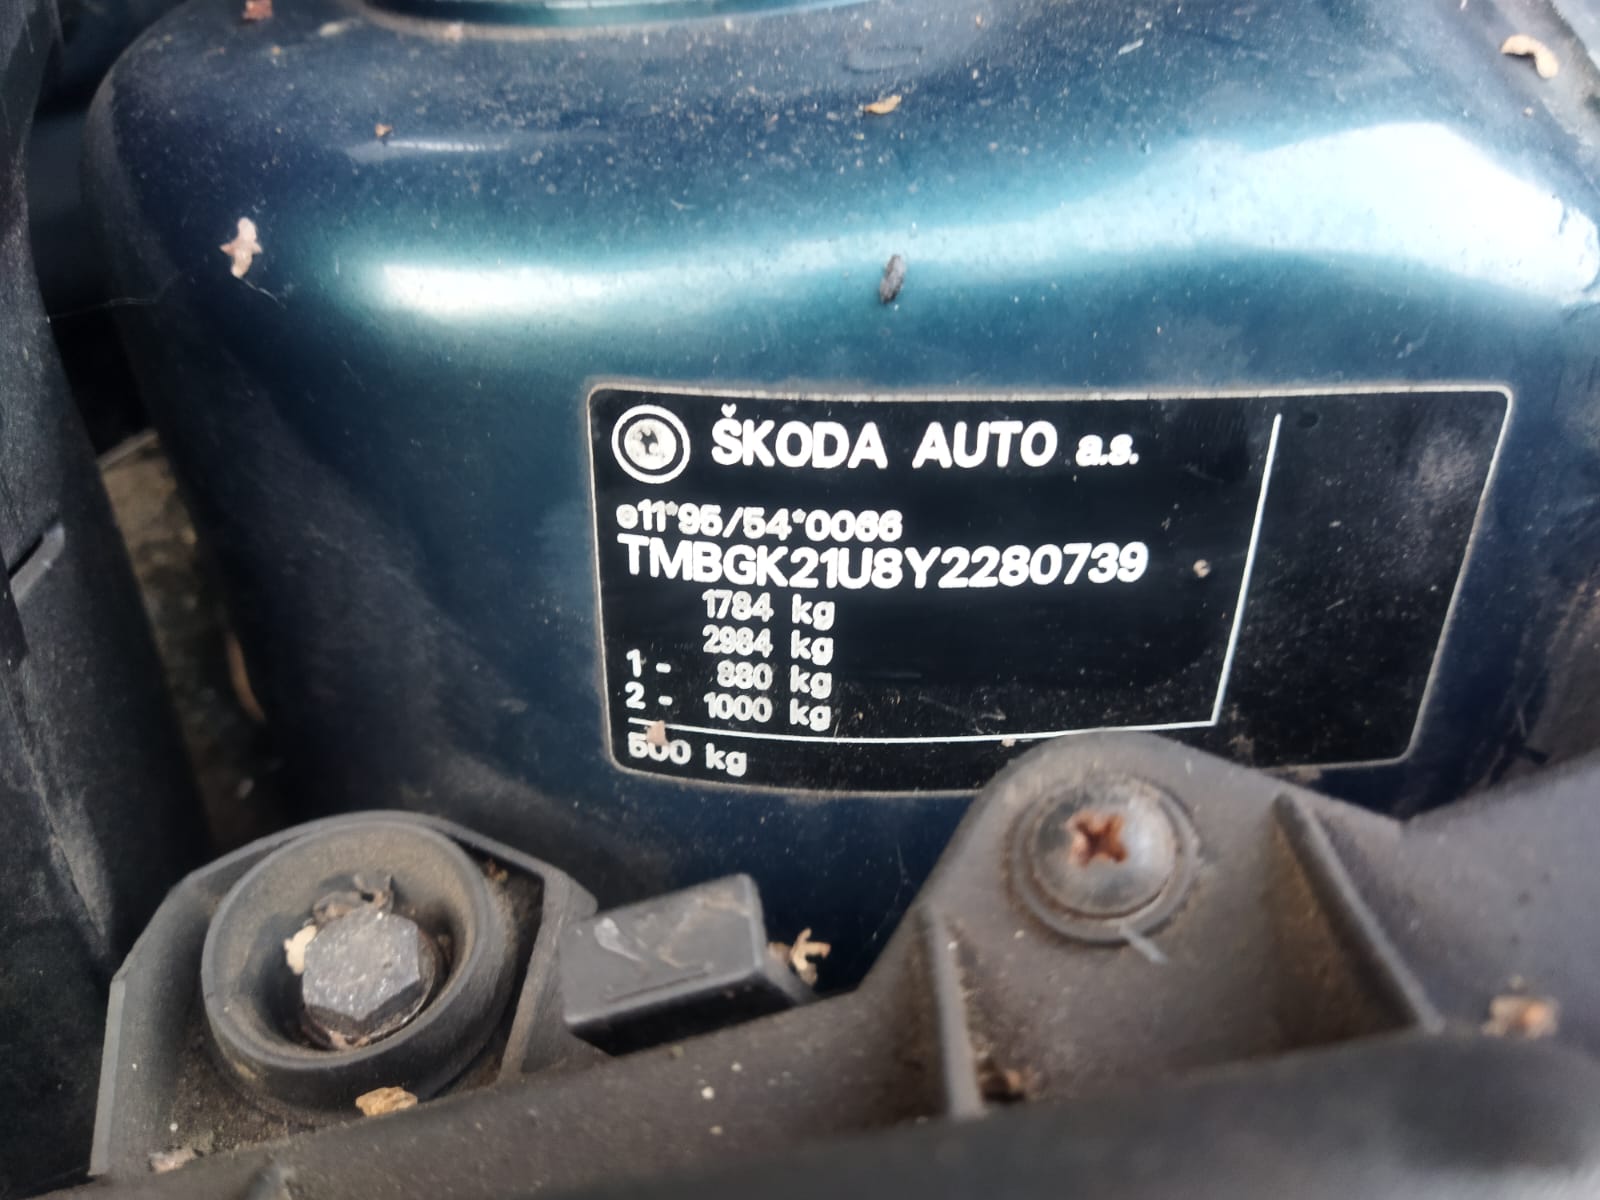 ŠKODA AUTO a.s.
e11*95/54*0066
TMBGK21U8Y2280739
1784 kg
2984 kg
1 - 880 kg
2 - 1000 kg
500 kg